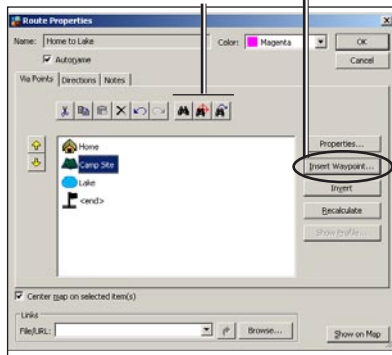 Route Properties
Name: Home to Lake
Color: Magenta
OK
Autoname
Cancel
Via Points Directions Notes
Home
Camp Site
Lake
<end>
Properties...
Insert Waypoint...
Invert
Recalculate
Show Profile...
Center map on selected item(s)
Links
File/URL:
Browse...
Show on Map